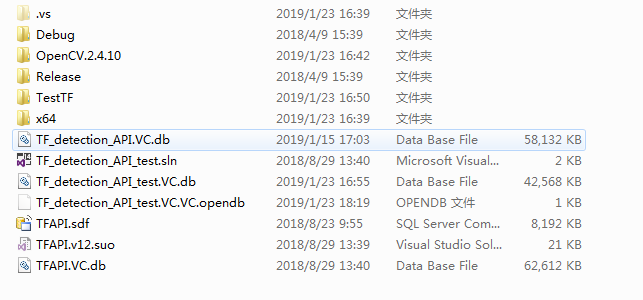 .vs 2019/1/23 16:39 文件夹
Debug 2018/4/9 15:39 文件夹
OpenCV.2.4.10 2019/1/23 16:42 文件夹
Release 2018/4/9 15:39 文件夹
TestTF 2019/1/23 16:50 文件夹
x64 2019/1/23 16:39 文件夹
TF_detection_API.VC.db 2019/1/15 17:03 Data Base File 58,132 KB
TF_detection_API_test.sln 2018/8/29 13:40 Microsoft Visual... 2 KB
TF_detection_API_test.VC.db 2019/1/23 16:55 Data Base File 42,568 KB
TF_detection_API_test.VC.VC.opendb 2019/1/23 18:19 OPENDB 文件 1 KB
TFAPI.sdf 2018/8/23 9:55 SQL Server Com... 8,192 KB
TFAPI.v12.suo 2018/8/29 13:39 Visual Studio Sol... 21 KB
TFAPI.VC.db 2018/8/29 13:40 Data Base File 62,612 KB